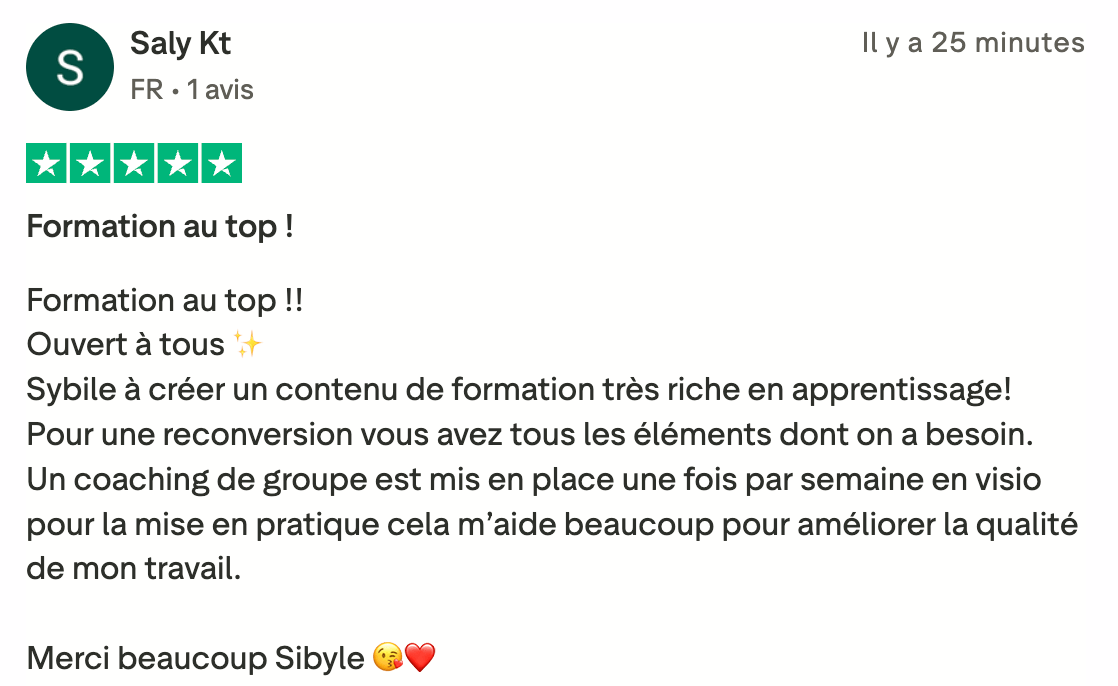 S
Saly Kt
Il y a 25 minutes
FR • 1 avis
Formation au top !
Formation au top !!
Ouvert à tous ✨
Sybile à créer un contenu de formation très riche en apprentissage!
Pour une reconversion vous avez tous les éléments dont on a besoin.
Un coaching de groupe est mis en place une fois par semaine en visio
pour la mise en pratique cela m’aide beaucoup pour améliorer la qualité
de mon travail.
Merci beaucoup Sibyle 😘❤️